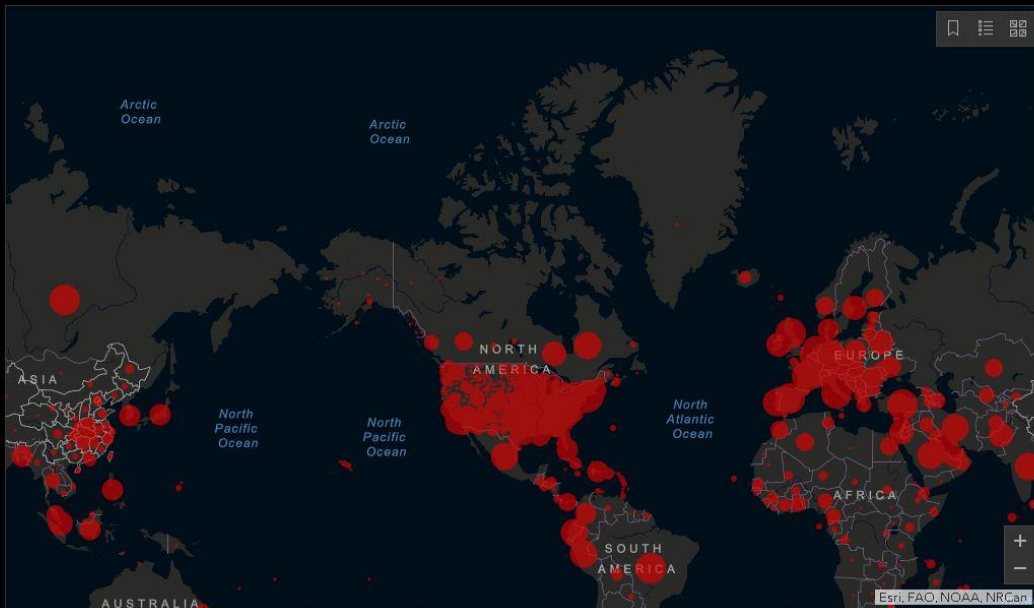 Arctic
Ocean
Arctic
Ocean
NORTH
AMERICA
EUROPE
ASIA
North
Pacific
Ocean
North
Pacific
Ocean
North
Atlantic
Ocean
AFRICA
SOUTH
AMERICA
AUSTRALIA
+
−
Esri, FAO, NOAA, NRCan